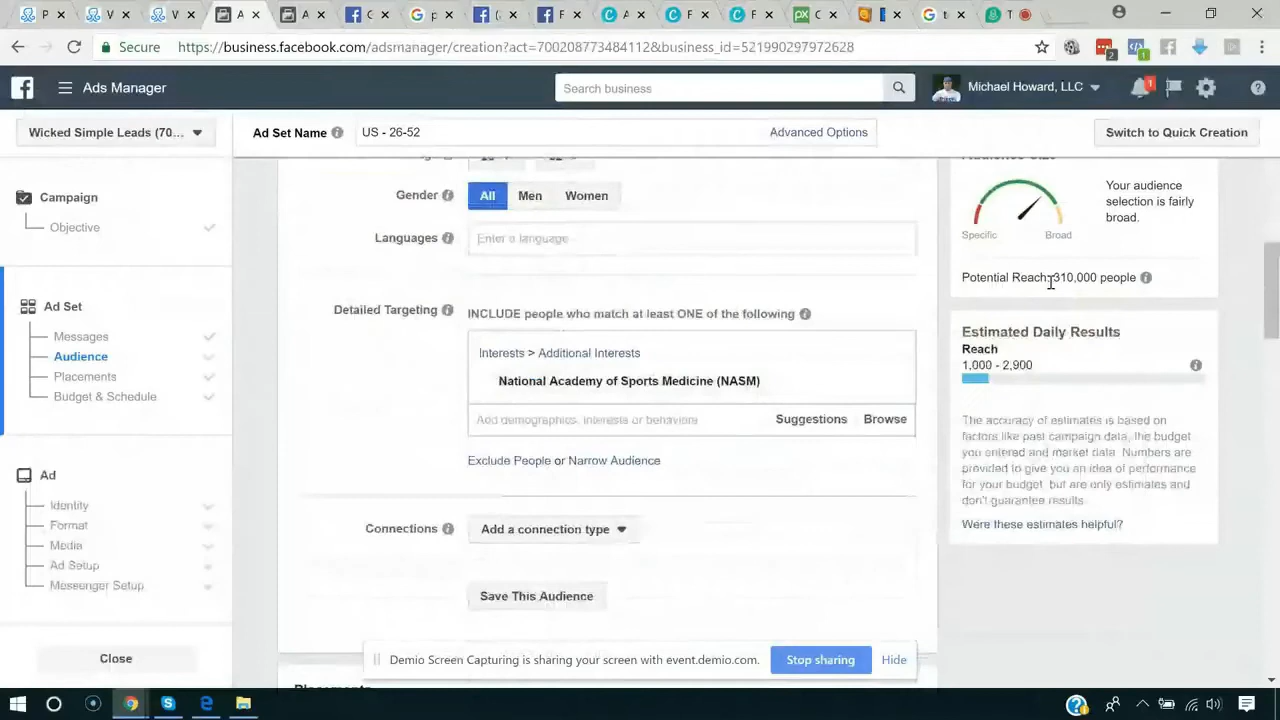 P
V
V
A
A
G
p
(
F
A
F
C
C
t
T
Secure
https://business.facebook.com/adsmanager/creation?act=700208773484112&business_id=521990297972628
2
1
Ads Manager
Search business
Michael Howard, LLC
1
Wicked Simple Leads (70...
Ad Set Name
US - 26-52
Advanced Options
Switch to Quick Creation
Campaign
Objective
Ad Set
Messages
Audience
Placements
Budget & Schedule
Ad
Identity
Format
Media
Ad Setup
Messenger Setup
Close
Gender
All
Men
Women
Languages
Enter a language
Detailed Targeting
INCLUDE people who match at least ONE of the following
Interests > Additional Interests
National Academy of Sports Medicine (NASM)
Add demographics, interests or behaviors
Suggestions
Browse
Exclude People or Narrow Audience
Connections
Add a connection type
Save This Audience
Placements
Audience Size
Specific
Broad
Your audience
selection is fairly
broad.
Potential Reach: 310,000 people
Estimated Daily Results
Reach
1,000 - 2,900
The accuracy of estimates is based on
factors like past campaign data, the budget
you entered and market data. Numbers are
provided to give you an idea of performance
for your budget, but are only estimates and
don't guarantee results.
Were these estimates helpful?
Demio Screen Capturing is sharing your screen with event.demio.com.
Stop sharing
Hide